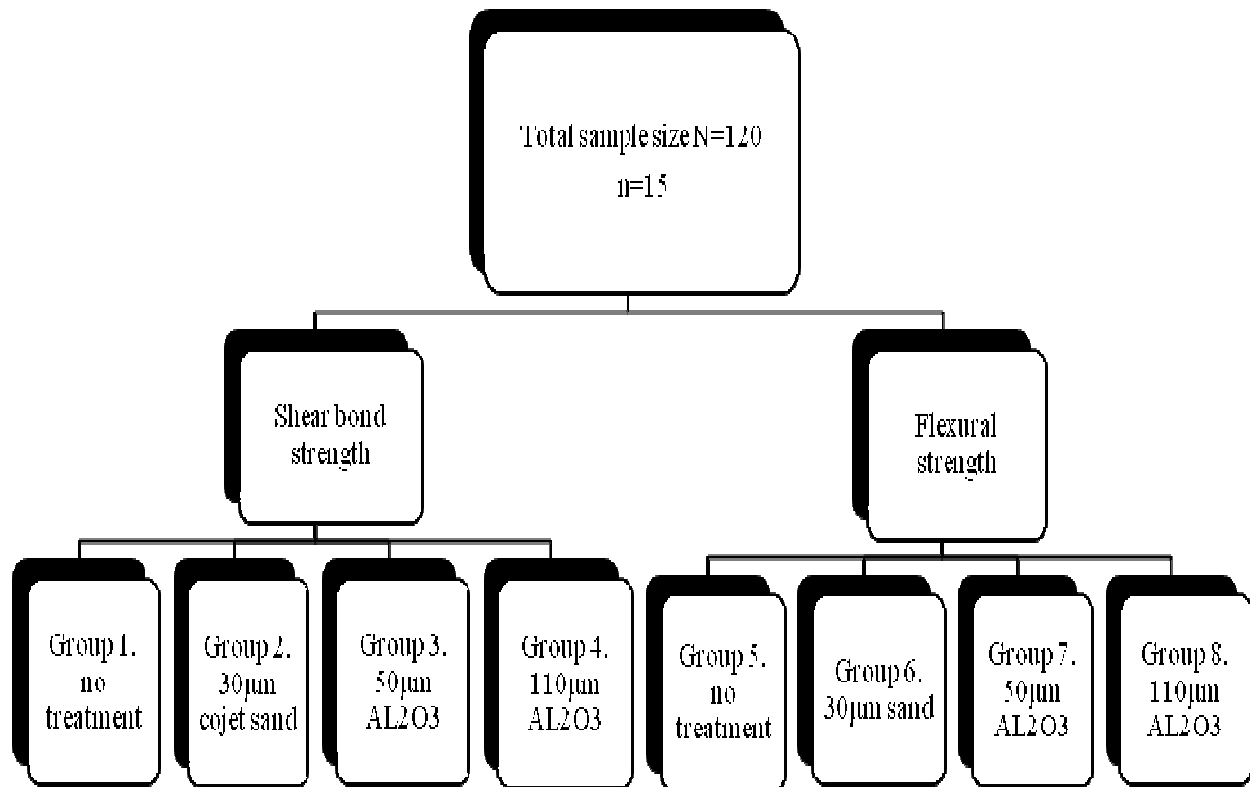 Total sample size N=120
n=15
Shear bond
strength
Flexural
strength
Group 1.
no
treatment
Group 2.
30µm
cojet sand
Group 3.
50µm
AL2O3
Group 4.
110µm
AL2O3
Group 5.
no
treatment
Group 6.
30µm sand
Group 7.
50µm
AL2O3
Group 8.
110µm
AL2O3